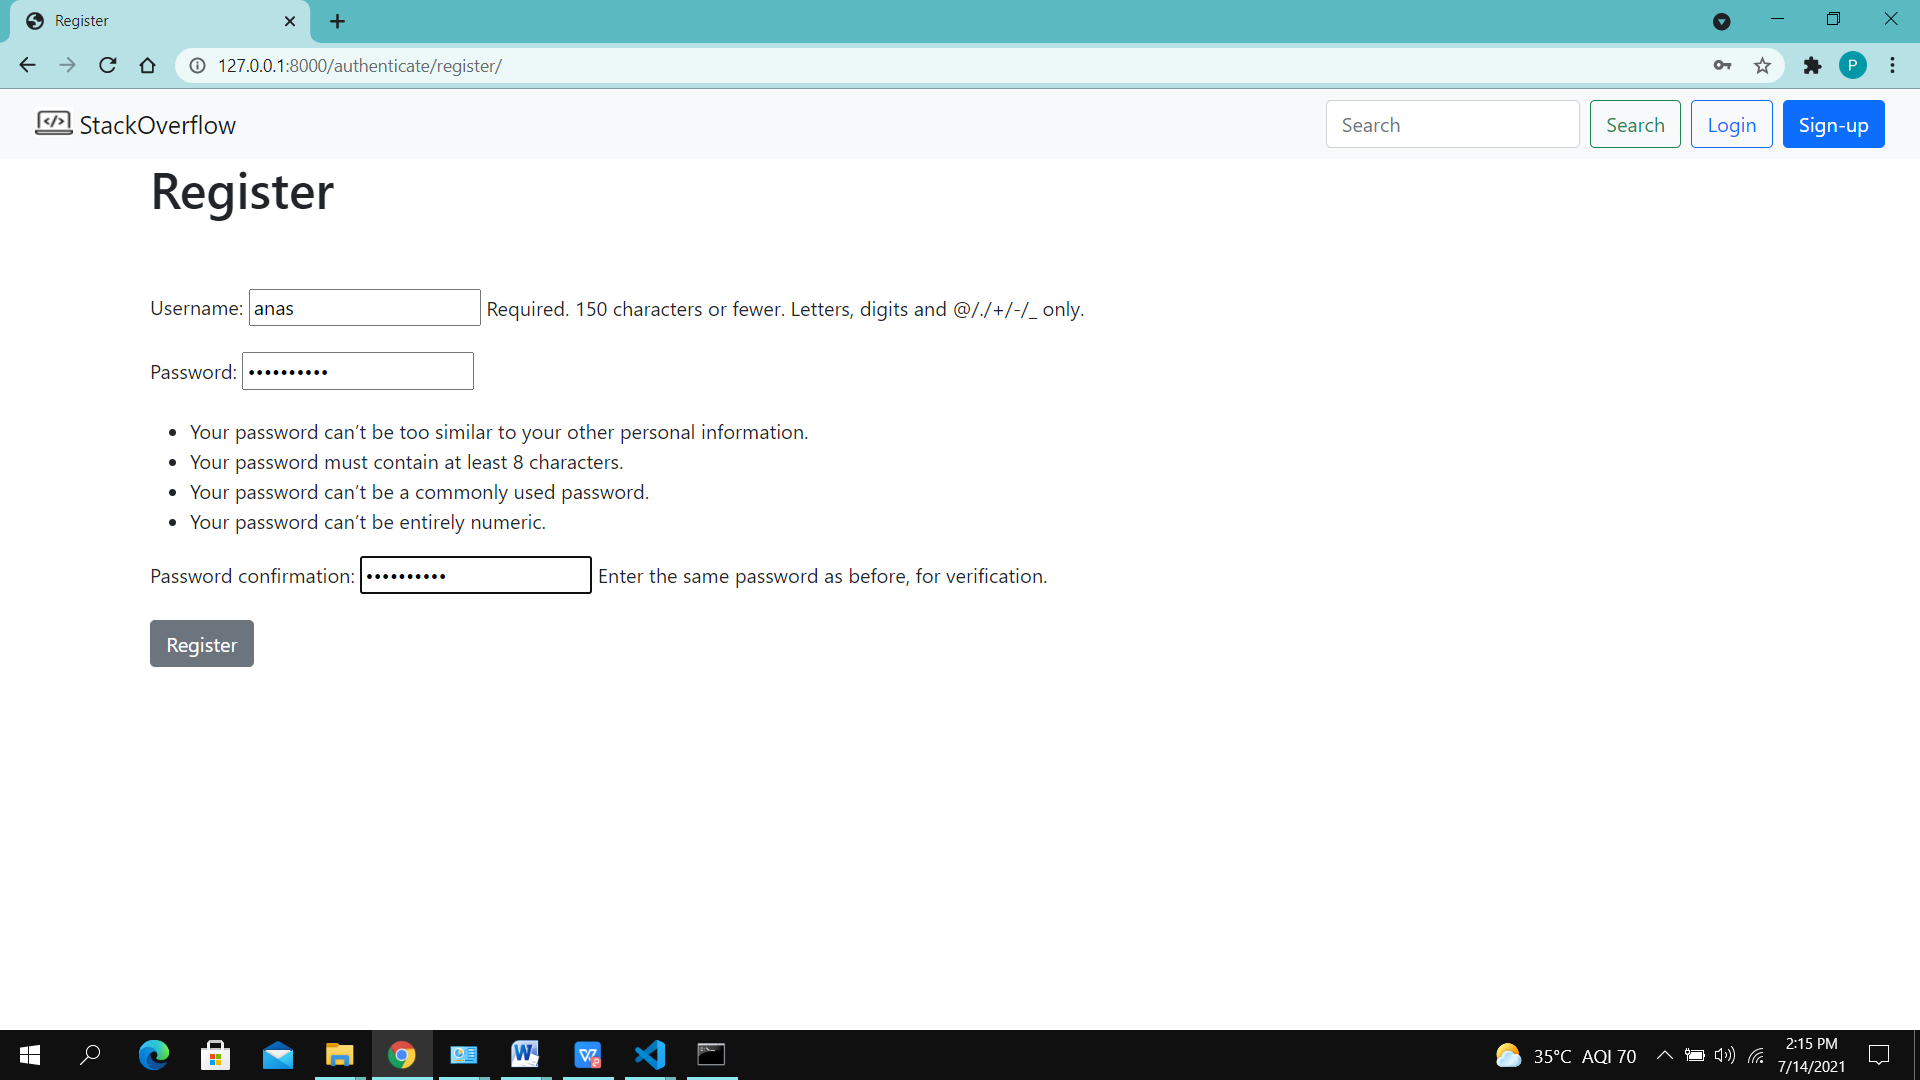 Register
127.0.0.1:8000/authenticate/register/
P
</> StackOverflow
Search
Search
Login
Sign-up
Register
Username: anas Required. 150 characters or fewer. Letters, digits and @/./+/-/_ only.
Password: ••••••••••
• Your password can’t be too similar to your other personal information.
• Your password must contain at least 8 characters.
• Your password can’t be a commonly used password.
• Your password can’t be entirely numeric.
Password confirmation: •••••••••• Enter the same password as before, for verification.
Register
35°C AQI 70
2:15 PM
7/14/2021